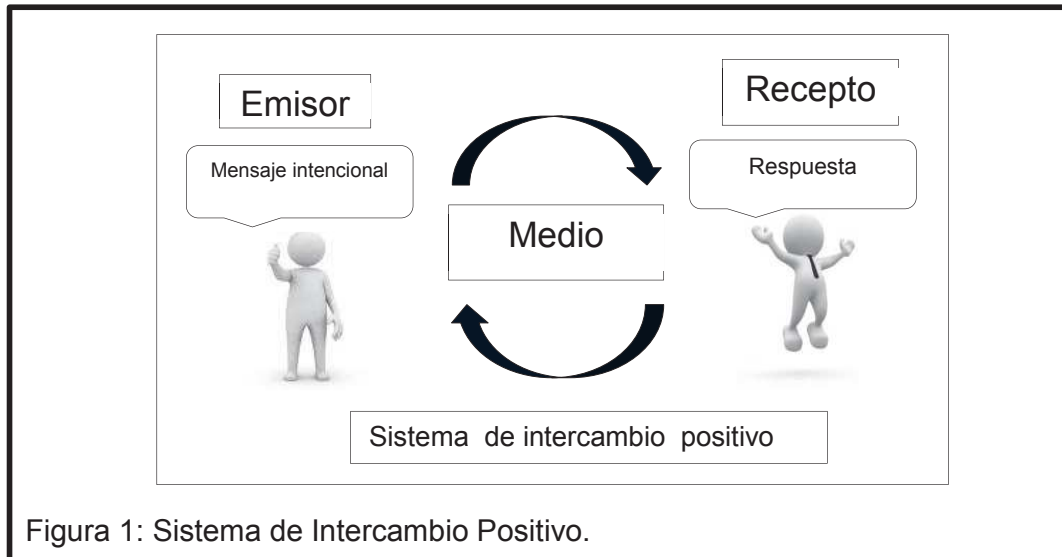 Emisor
Recepto
Mensaje intencional
Respuesta
Medio
Sistema de intercambio positivo
Figura 1: Sistema de Intercambio Positivo.